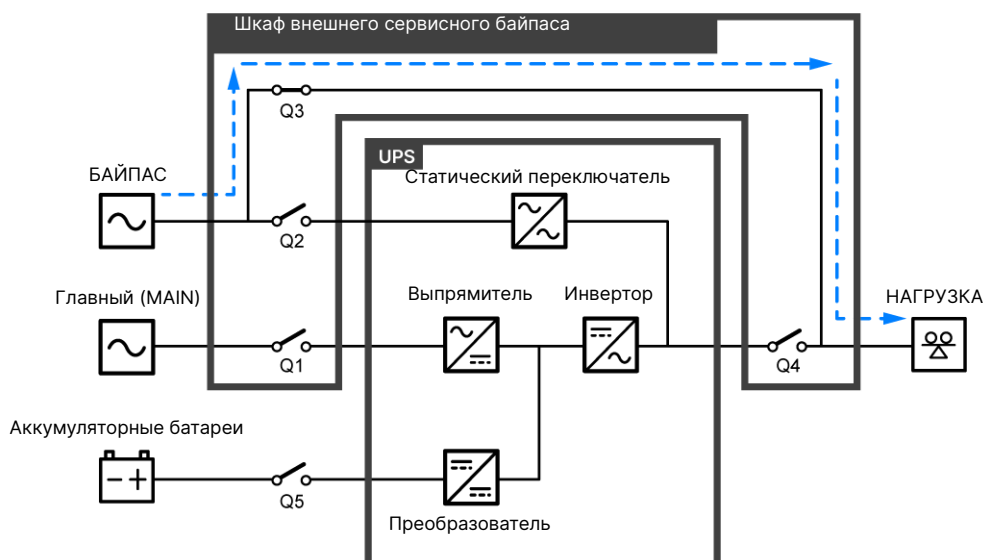 Шкаф внешнего сервисного байпаса
Q3
UPS
БАЙПАС
Статический переключатель
Q2
Главный (MAIN)
Выпрямитель
Инвертор
НАГРУЗКА
Q1
Q4
Аккумуляторные батареи
Q5
Преобразователь